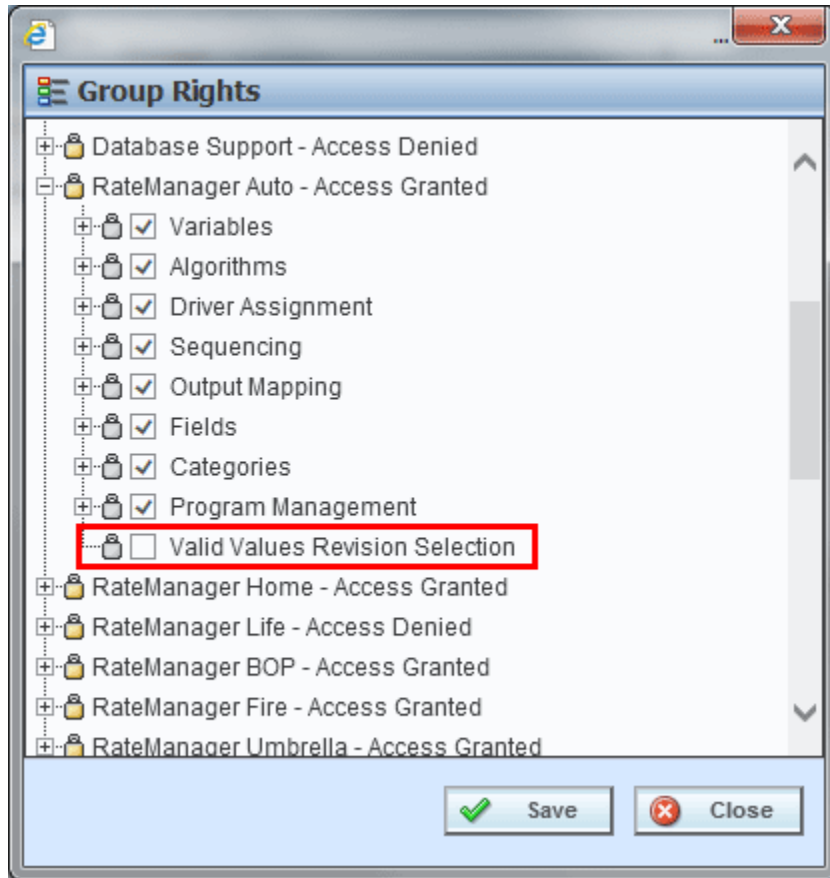 ...
Group Rights
Database Support - Access Denied
RateManager Auto - Access Granted
Variables
Algorithms
Driver Assignment
Sequencing
Output Mapping
Fields
Categories
Program Management
Valid Values Revision Selection
RateManager Home - Access Granted
RateManager Life - Access Denied
RateManager BOP - Access Granted
RateManager Fire - Access Granted
RateManager Umbrella - Access Granted
Save Close